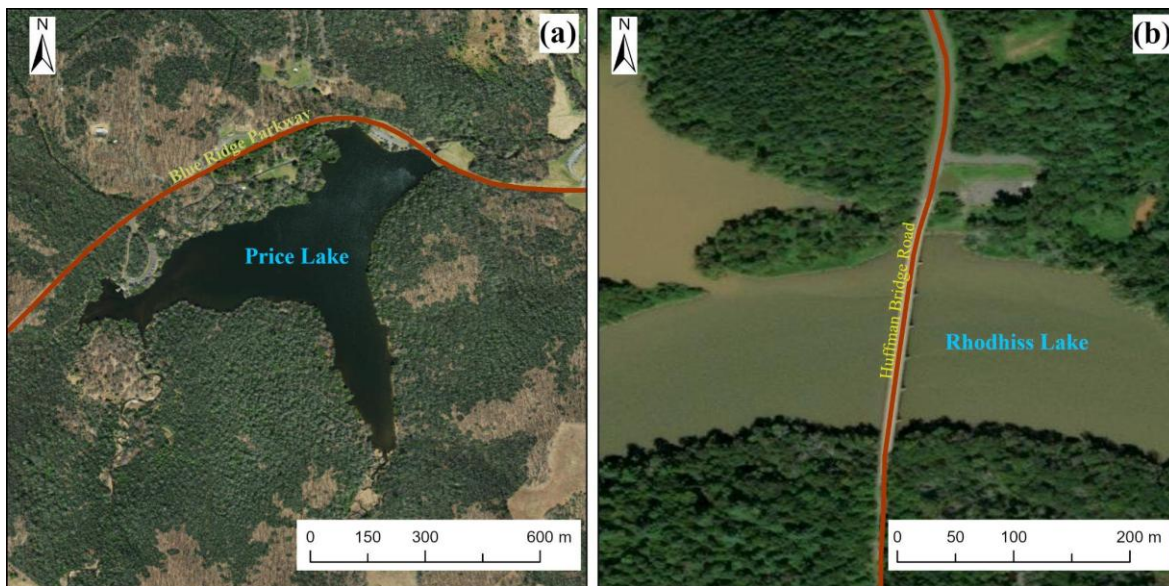 N
(a)
Blue Ridge Parkway
Price Lake
0 150 300 600 m
N
(b)
Huffman Bridge Road
Rhodhiss Lake
0 50 100 200 m